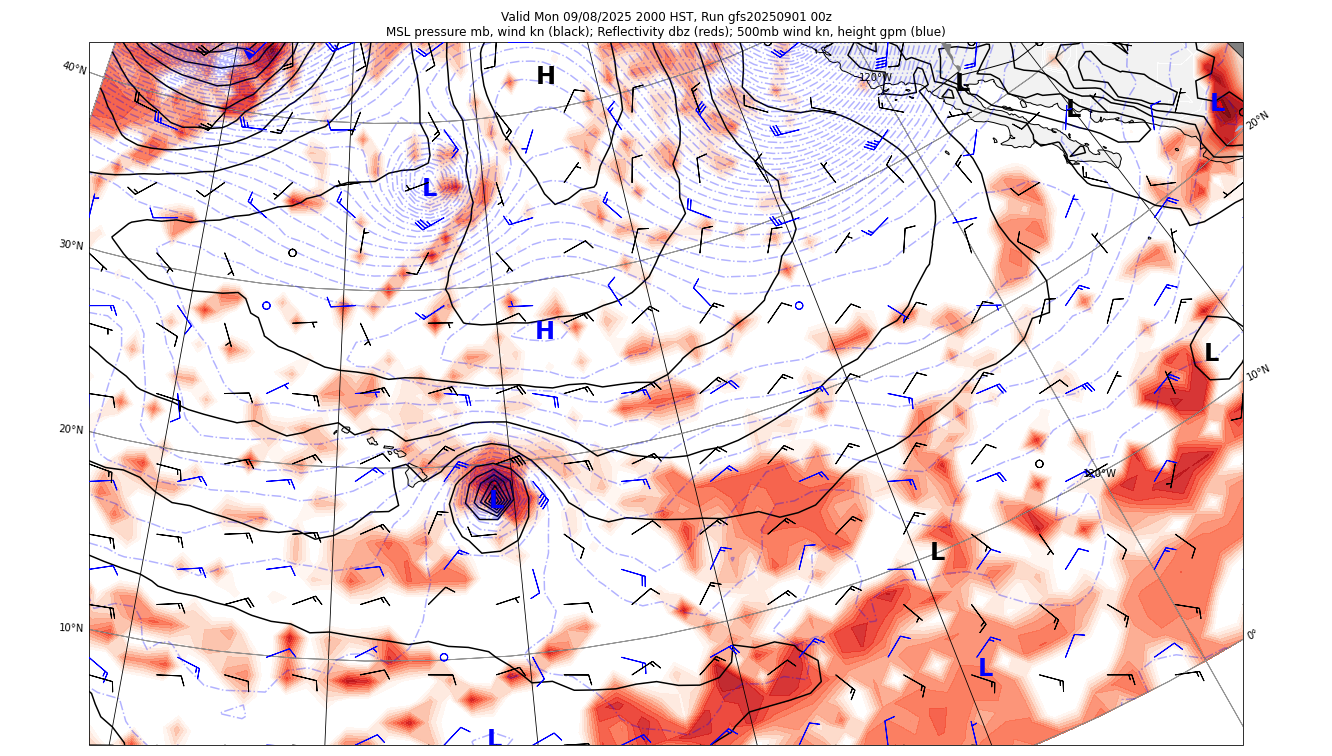 Valid Mon 09/08/2025 2000 HST, Run gfs20250901 00z
MSL pressure mb, wind kn (black); Reflectivity dbz (reds); 500mb wind kn, height gpm (blue)
40°N
H
120°W
L
L
L
20°N
L
30°N
H
L
10°N
20°N
120°W
L
L
10°N
0°
L
L